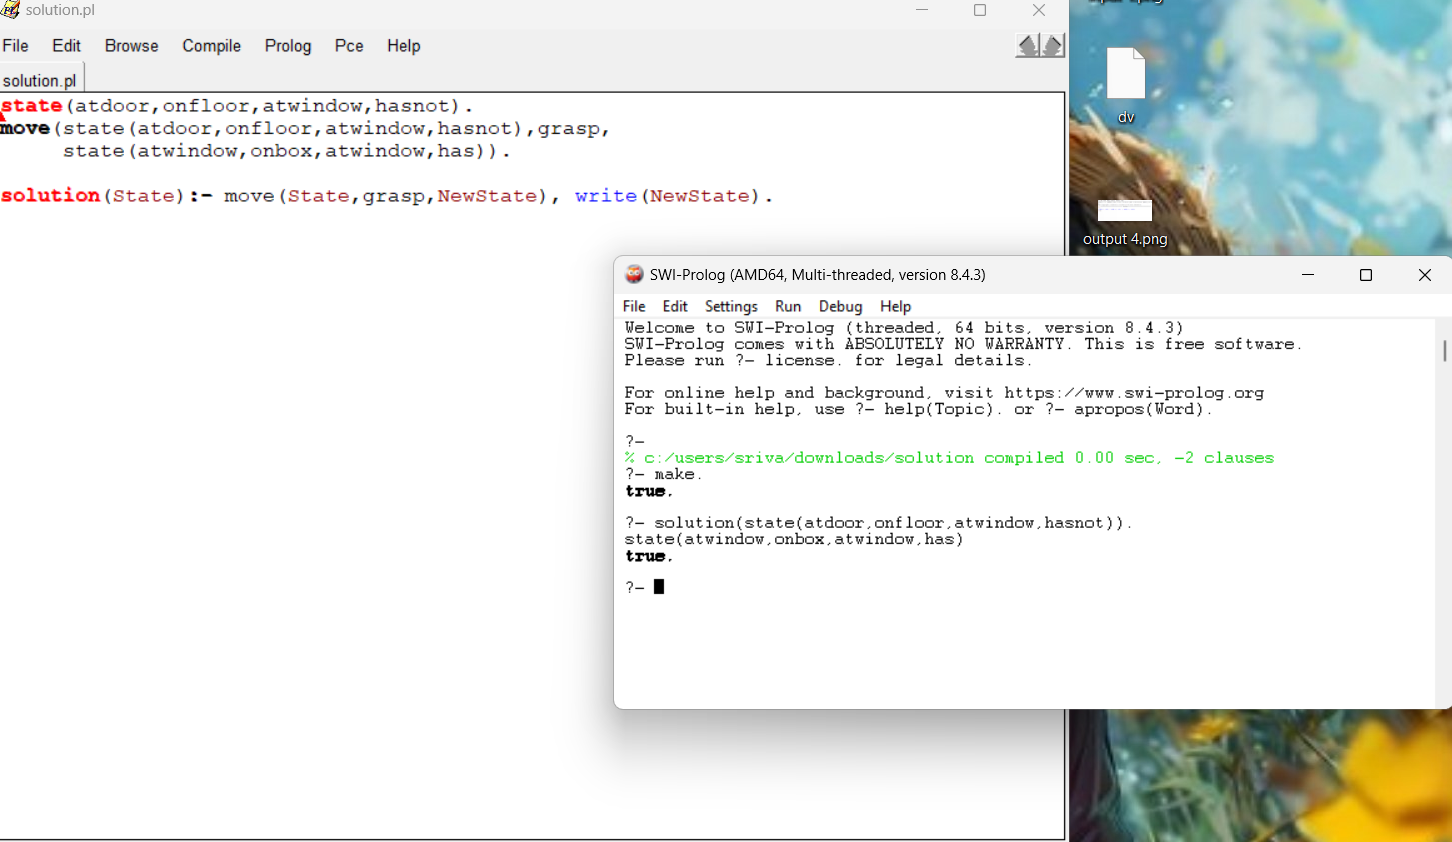 solution.pl
File Edit Browse Compile Prolog Pce Help
solution.pl
state(atdoor,onfloor,atwindow,hasnot).
move(state(atdoor,onfloor,atwindow,hasnot),grasp,
state(atwindow,onbox,atwindow,has)).
solution(State):- move(State,grasp,NewState), write(NewState).
dv
output 4.png
SWI-Prolog (AMD64, Multi-threaded, version 8.4.3)
File Edit Settings Run Debug Help
Welcome to SWI-Prolog (threaded, 64 bits, version 8.4.3)
SWI-Prolog comes with ABSOLUTELY NO WARRANTY. This is free software.
Please run ?- license. for legal details.
For online help and background, visit https://www.swi-prolog.org
For built-in help, use ?- help(Topic). or ?- apropos(Word).
?-
% c:/users/sriva/downloads/solution compiled 0.00 sec, -2 clauses
?- make.
true.
?- solution(state(atdoor,onfloor,atwindow,hasnot)).
state(atwindow,onbox,atwindow,has)
true.
?-